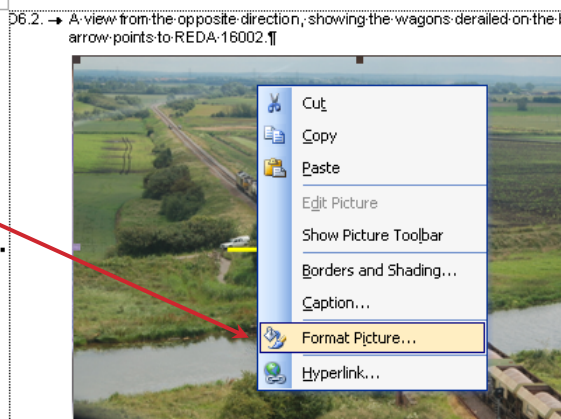 D6.2. → A view from the opposite direction, showing the wagons derailed on the
arrow points to REDA 16002.¶
Cut
Copy
Paste
Edit Picture
Show Picture Toolbar
Borders and Shading...
Caption...
Format Picture...
Hyperlink...